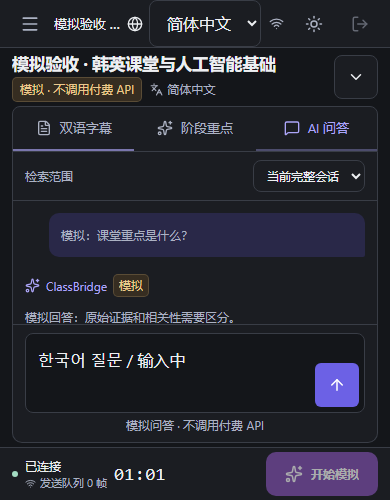 模拟验收 ... 简体中文
模拟验收 · 韩英课堂与人工智能基础
模拟 · 不调用付费 API 简体中文
双语字幕 阶段重点 AI 问答
检索范围 当前完整会话
模拟：课堂重点是什么？
ClassBridge 模拟
模拟回答：原始证据和相关性需要区分。
한국어 질문 / 输入中
模拟问答 · 不调用付费 API
已连接
发送队列 0 帧 01:01 开始模拟